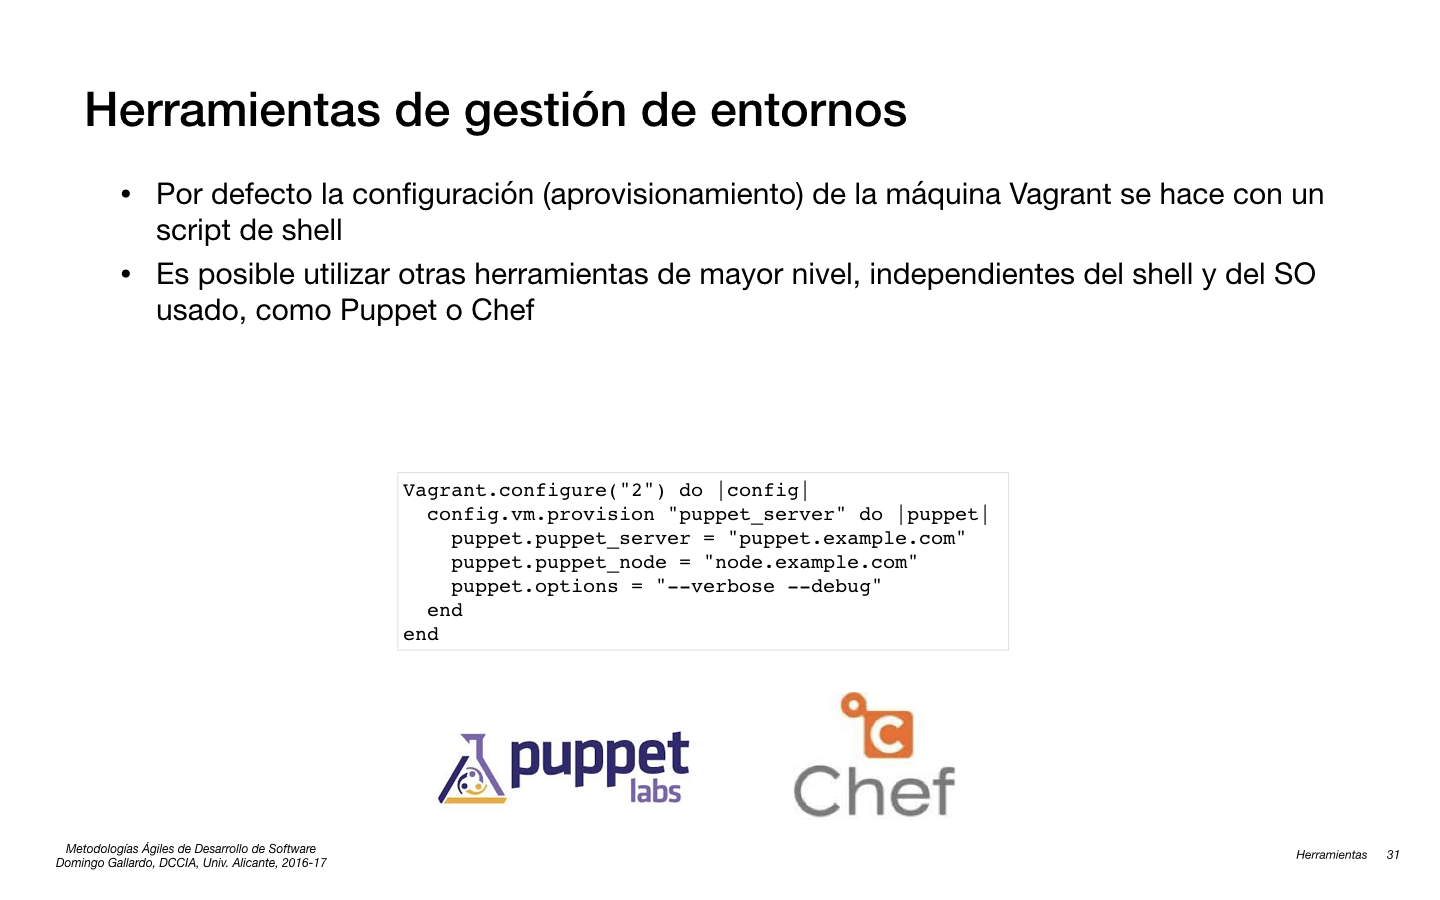 Herramientas de gestión de entornos
• Por defecto la configuración (aprovisionamiento) de la máquina Vagrant se hace con un
script de shell
• Es posible utilizar otras herramientas de mayor nivel, independientes del shell y del SO
usado, como Puppet o Chef
Vagrant.configure("2") do |config|
  config.vm.provision "puppet_server" do |puppet|
    puppet.puppet_server = "puppet.example.com"
    puppet.puppet_node = "node.example.com"
    puppet.options = "--verbose --debug"
  end
end
puppet
labs
C
Chef
Metodologías Ágiles de Desarrollo de Software
Domingo Gallardo, DCCIA, Univ. Alicante, 2016-17
Herramientas 31